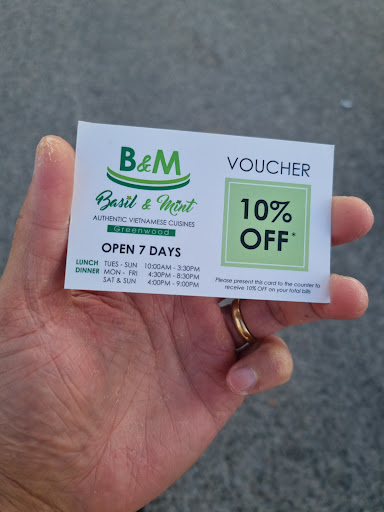 B&M
Basil & Mint
AUTHENTIC VIETNAMESE CUISINES
Greenwood
OPEN 7 DAYS
LUNCH TUES - SUN 10:00AM - 3:30PM
DINNER MON - FRI 4:30PM - 8:30PM
SAT & SUN 4:00PM - 9:00PM
VOUCHER
10%
OFF*
Please present this card to the counter to
receive 10% OFF on your total bills